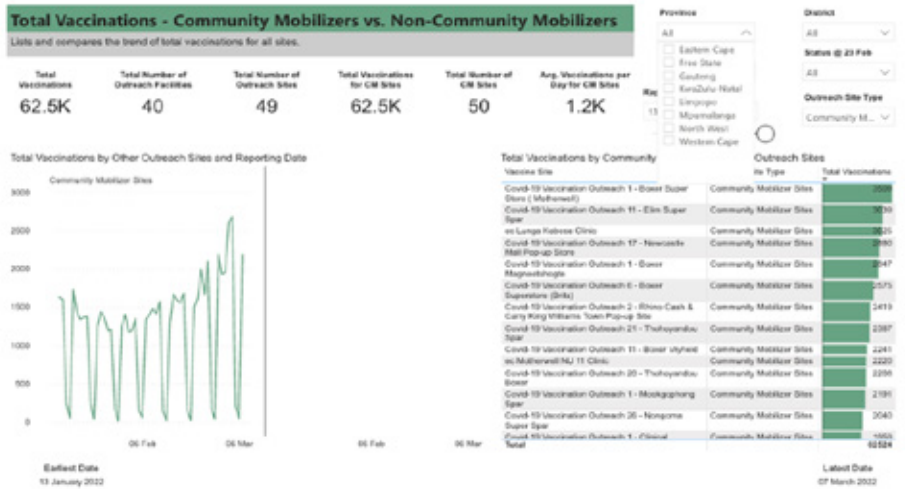 Total Vaccinations - Community Mobilizers vs. Non-Community Mobilizers
Lists and compares the trend of total vaccinations for all sites.
Province
All
Eastern Cape
Free State
Gauteng
KwaZulu-Natal
Limpopo
Mpumalanga
North West
Western Cape
District
All
Status @ 23 Feb
All
Outreach Site Type
Community M...
Total Vaccinations
62.5K
Total Number of Outreach Facilities
40
Total Number of Outreach Sites
49
Total Vaccinations for CM Sites
62.5K
Total Number of CM Sites
50
Avg. Vaccinations per Day for CM Sites
1.2K
Total Vaccinations by Other Outreach Sites and Reporting Date
Community Mobilizer Sites
3000
2500
2000
1500
1000
500
0
06 Feb
06 Mar
06 Feb
06 Mar
Earliest Date
13 January 2022
Total Vaccinations by Community
Outreach Sites
Vaccine Site
Total Vaccinations
Covid-19 Vaccination Outreach 1 - Boxer Super Store ( Motherwell) Community Mobilizer Sites
Covid-19 Vaccination Outreach 11 - Elim Super Spar Community Mobilizer Sites
ec Lunga Kobese Clinic Community Mobilizer Sites
Covid-19 Vaccination Outreach 17 - Newcastle Mall Pop-up Store Community Mobilizer Sites
Covid-19 Vaccination Outreach 1 - Boxer Community Mobilizer Sites
Covid-19 Vaccination Outreach 6 - Boxer Superstore (Brits) Community Mobilizer Sites 2575
Covid-19 Vaccination Outreach 2 - Rhino Cash & Carry King Williams Town Pop-up Site Community Mobilizer Sites 2419
Covid-19 Vaccination Outreach 21 - Thohoyandou Spar Community Mobilizer Sites 2387
Covid-19 Vaccination Outreach 11 - Boxer Vryheid Community Mobilizer Sites 2241
ec Motherwell NU 11 Clinic Community Mobilizer Sites 2220
Covid-19 Vaccination Outreach 20 - Thohoyandou Boxer Community Mobilizer Sites
Covid-19 Vaccination Outreach 1 - Mookgophong Spar Community Mobilizer Sites 2191
Covid-19 Vaccination Outreach 26 - Nongoma Super Spar Community Mobilizer Sites 2040
Covid-19 Vaccination Outreach 1 - Clinical Community Mobilizer Sites
Total 62524
Latest Date
07 March 2022